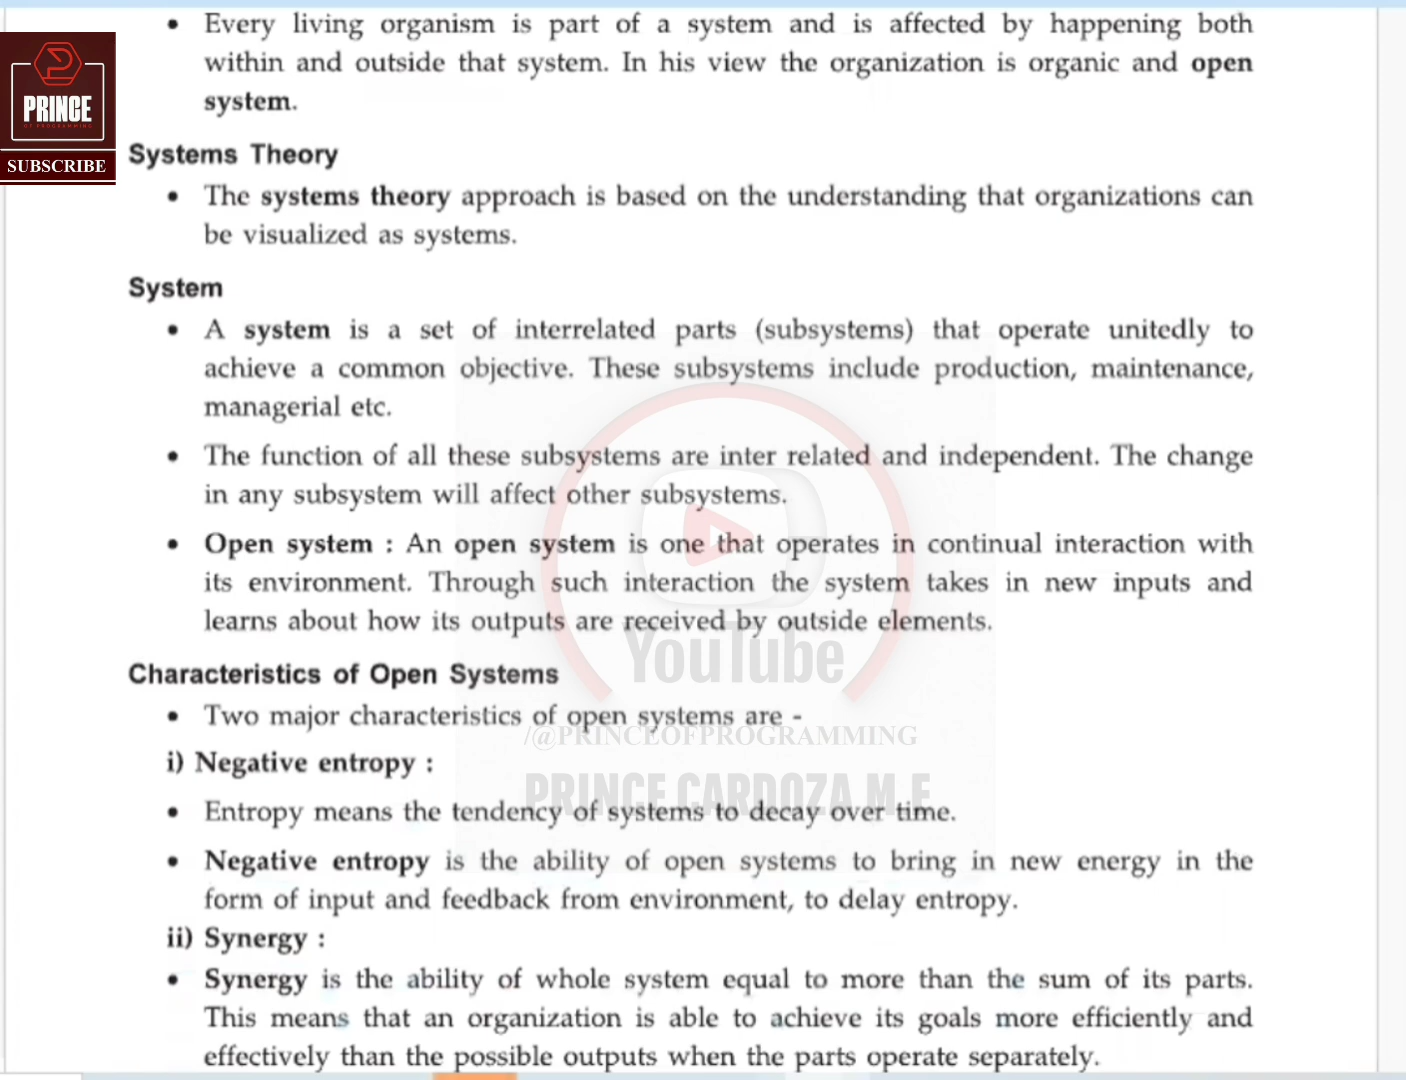 • Every living organism is part of a system and is affected by happening both
within and outside that system. In his view the organization is organic and open
system.
PRINCE
OF PROGRAMMING
SUBSCRIBE
Systems Theory
• The systems theory approach is based on the understanding that organizations can
be visualized as systems.
System
• A system is a set of interrelated parts (subsystems) that operate unitedly to
achieve a common objective. These subsystems include production, maintenance,
managerial etc.
• The function of all these subsystems are inter related and independent. The change
in any subsystem will affect other subsystems.
• Open system : An open system is one that operates in continual interaction with
its environment. Through such interaction the system takes in new inputs and
learns about how its outputs are received by outside elements.
YouTube
Characteristics of Open Systems
• Two major characteristics of open systems are -
/@PRINCEOFPROGRAMMING
i) Negative entropy :
PRINCE CARDOZA M.E
• Entropy means the tendency of systems to decay over time.
• Negative entropy is the ability of open systems to bring in new energy in the
form of input and feedback from environment, to delay entropy.
ii) Synergy :
• Synergy is the ability of whole system equal to more than the sum of its parts.
This means that an organization is able to achieve its goals more efficiently and
effectively than the possible outputs when the parts operate separately.